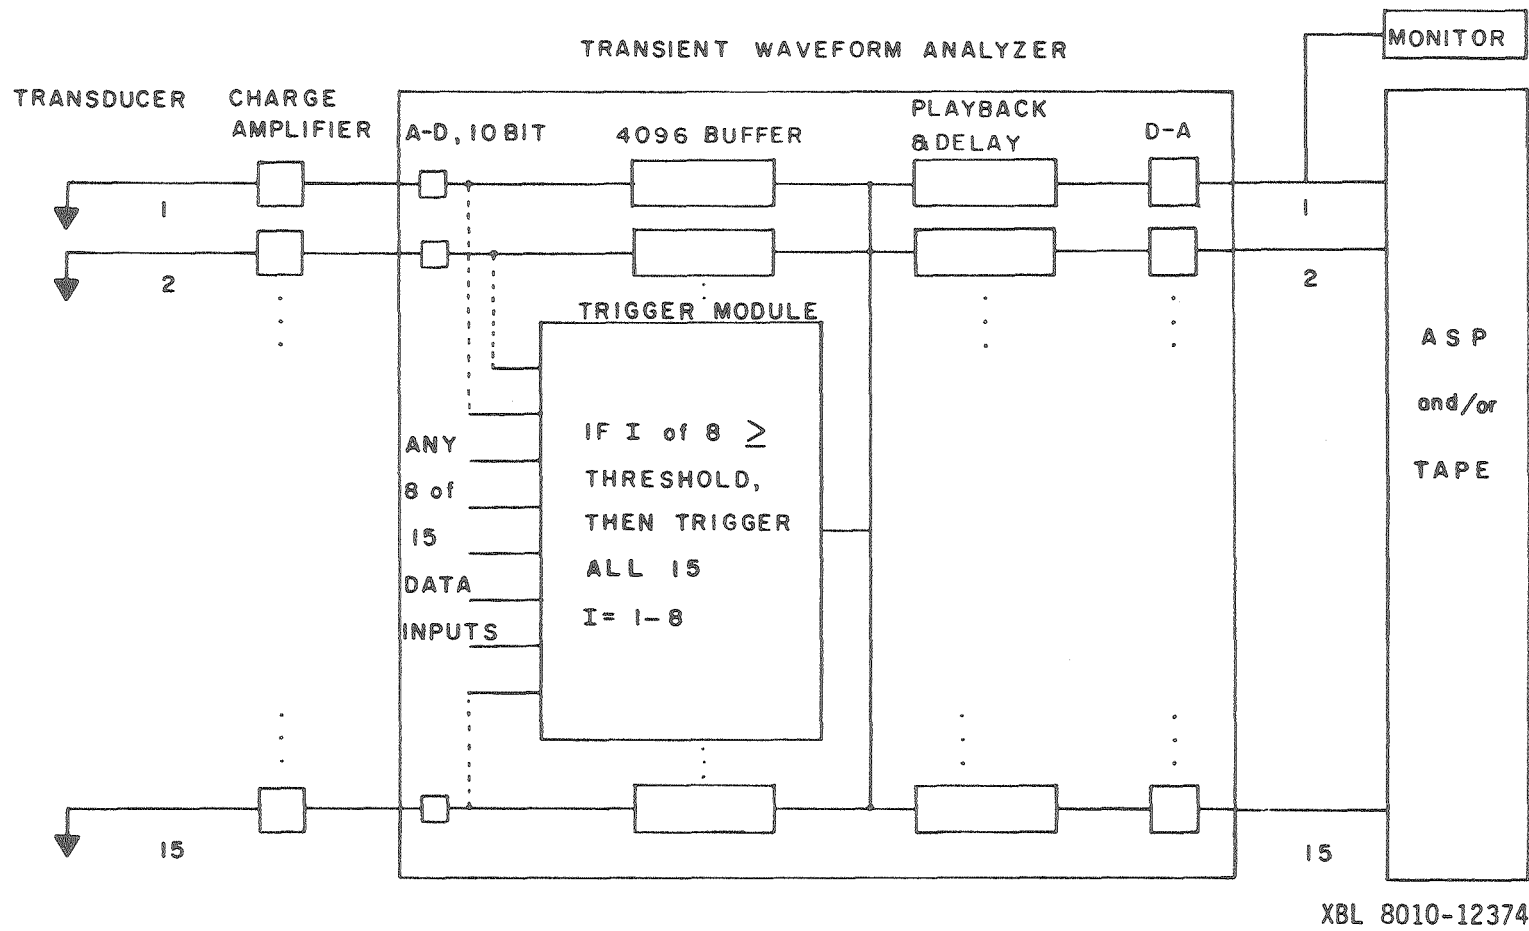 MONITOR
TRANSIENT WAVEFORM ANALYZER
TRANSDUCER
CHARGE
AMPLIFIER
A-D, 10 BIT
4096 BUFFER
PLAYBACK
& DELAY
D-A
1
2
1
2
TRIGGER MODULE
ANY
8 of
15
DATA
INPUTS
IF I of 8 ≥
THRESHOLD,
THEN TRIGGER
ALL 15
I = 1-8
ASP
and/or
TAPE
15
15
XBL 8010-12374